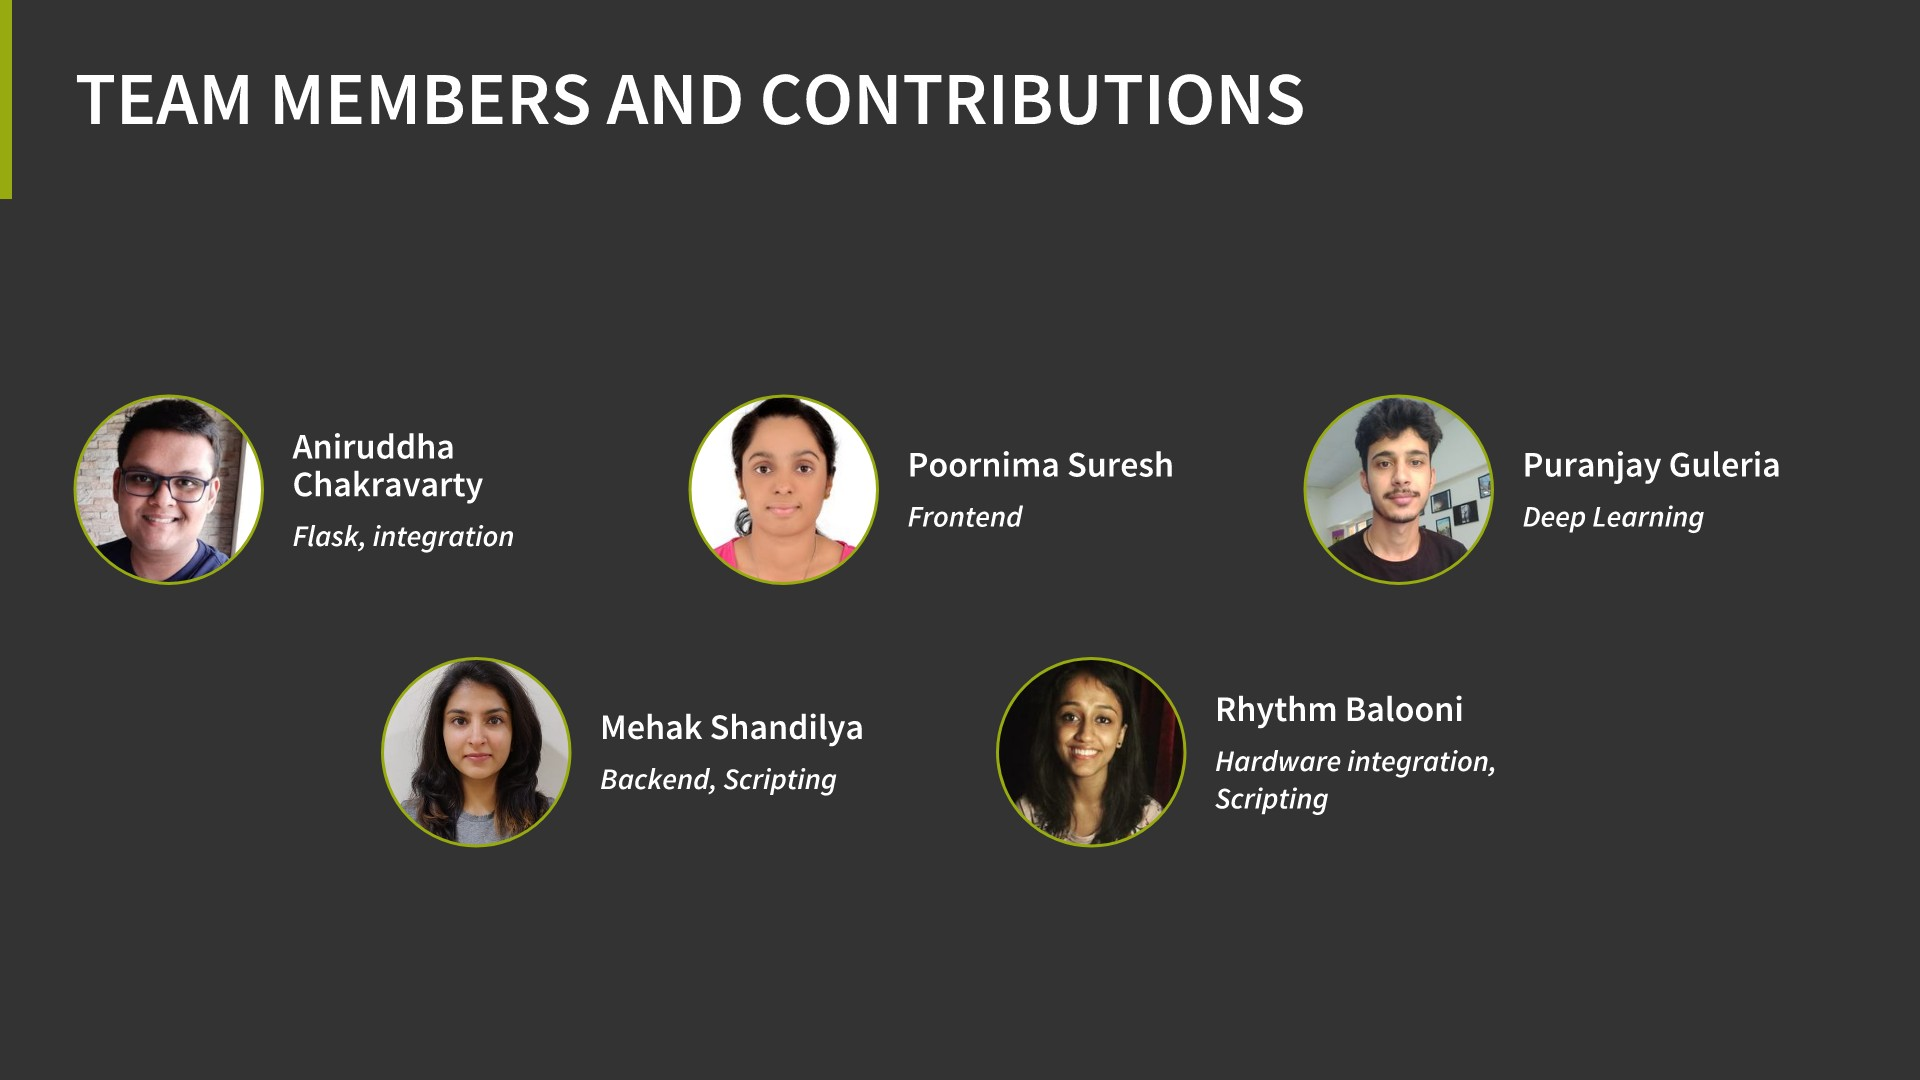 TEAM MEMBERS AND CONTRIBUTIONS
Aniruddha
Chakravarty
Flask, integration
Poornima Suresh
Frontend
Puranjay Guleria
Deep Learning
Mehak Shandilya
Backend, Scripting
Rhythm Balooni
Hardware integration,
Scripting